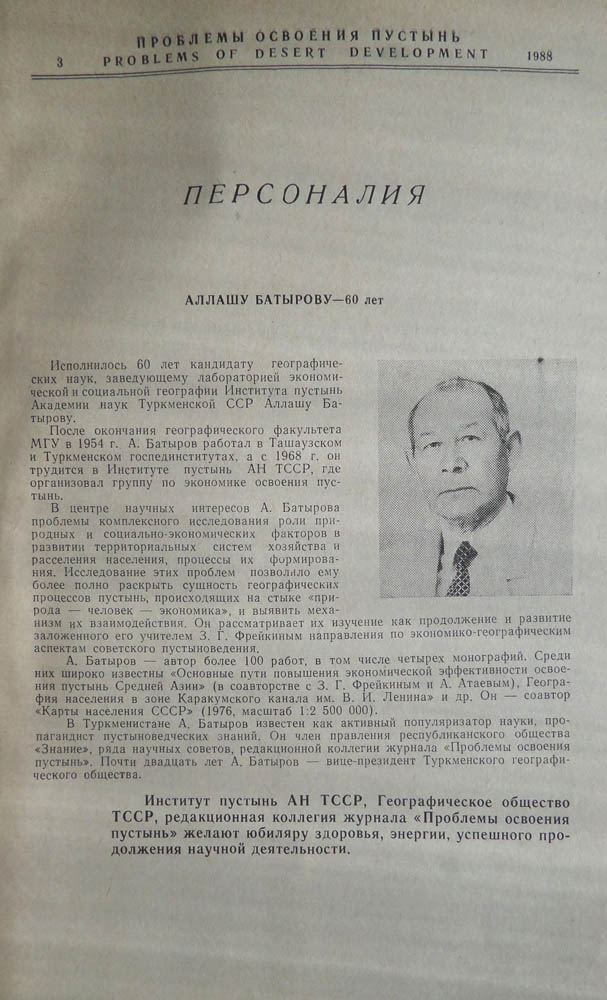 ПРОБЛЕМЫ ОСВОЕНИЯ ПУСТЫНЬ
3 PROBLEMS OF DESERT DEVELOPMENT 1988
ПЕРСОНАЛИЯ
АЛЛАШУ БАТЫРОВУ—60 лет
Исполнилось 60 лет кандидату географиче-
ских наук, заведующему лабораторией экономи-
ческой и социальной географии Института пустынь
Академии наук Туркменской ССР Аллашу Ба-
тырову.
После окончания географического факультета
МГУ в 1954 г. А. Батыров работал в Ташаузском
и Туркменском госпединститутах, а с 1968 г. он
трудится в Институте пустынь АН ТССР, где
организовал группу по экономике освоения пус-
тынь.
В центре научных интересов А. Батырова
проблемы комплексного исследования роли при-
родных и социально-экономических факторов в
развитии территориальных систем хозяйства и
расселения населения, процессы их формирова-
ния. Исследование этих проблем позволило ему
более полно раскрыть сущность географических
процессов пустынь, происходящих на стыке «при-
рода — человек — экономика», и выявить меха-
низм их взаимодействия. Он рассматривает их изучение как продолжение и развитие
заложенного его учителем З. Г. Фрейкиным направления по экономико-географическим
аспектам советского пустыноведения.
А. Батыров — автор более 100 работ, в том числе четырех монографий. Среди
них широко известны «Основные пути повышения экономической эффективности освое-
ния пустынь Средней Азии» (в соавторстве с З. Г. Фрейкиным и А. Атаевым), Геогра-
фия населения в зоне Каракумского канала им. В. И. Ленина» и др. Он — соавтор
«Карты населения СССР» (1976, масштаб 1:2 500 000).
В Туркменистане А. Батыров известен как активный популяризатор науки, про-
пагандист пустыноведческих знаний. Он член правления республиканского общества
«Знание», ряда научных советов, редакционной коллегии журнала «Проблемы освоения
пустынь». Почти двадцать лет А. Батыров — вице-президент Туркменского географи-
ческого общества.
Институт пустынь АН ТССР, Географическое общество
ТССР, редакционная коллегия журнала «Проблемы освоения
пустынь» желают юбиляру здоровья, энергии, успешного про-
должения научной деятельности.